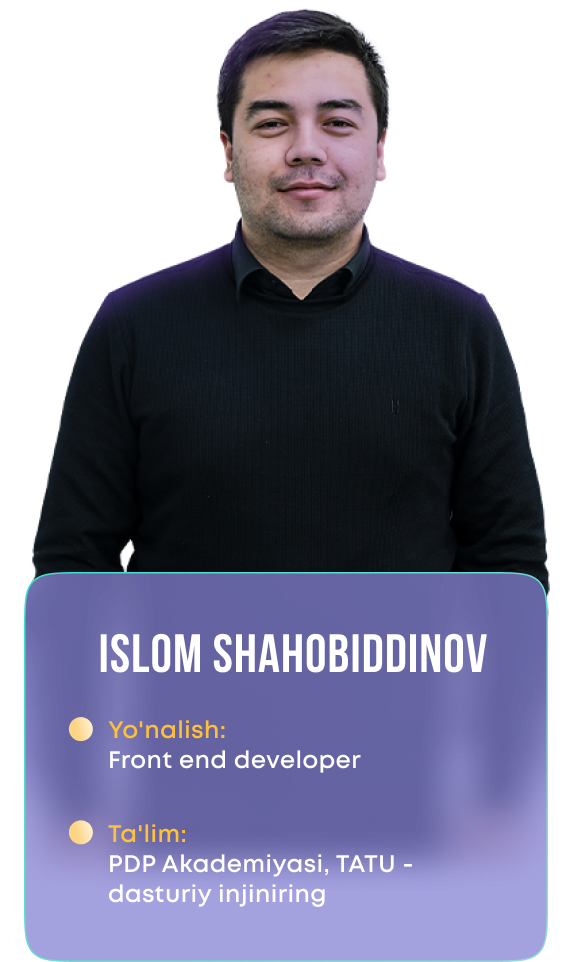 ISLOM SHAHOBIDDINOV
Yo'nalish:
Front end developer
Ta'lim:
PDP Akademiyasi, TATU -
dasturiy injiniring